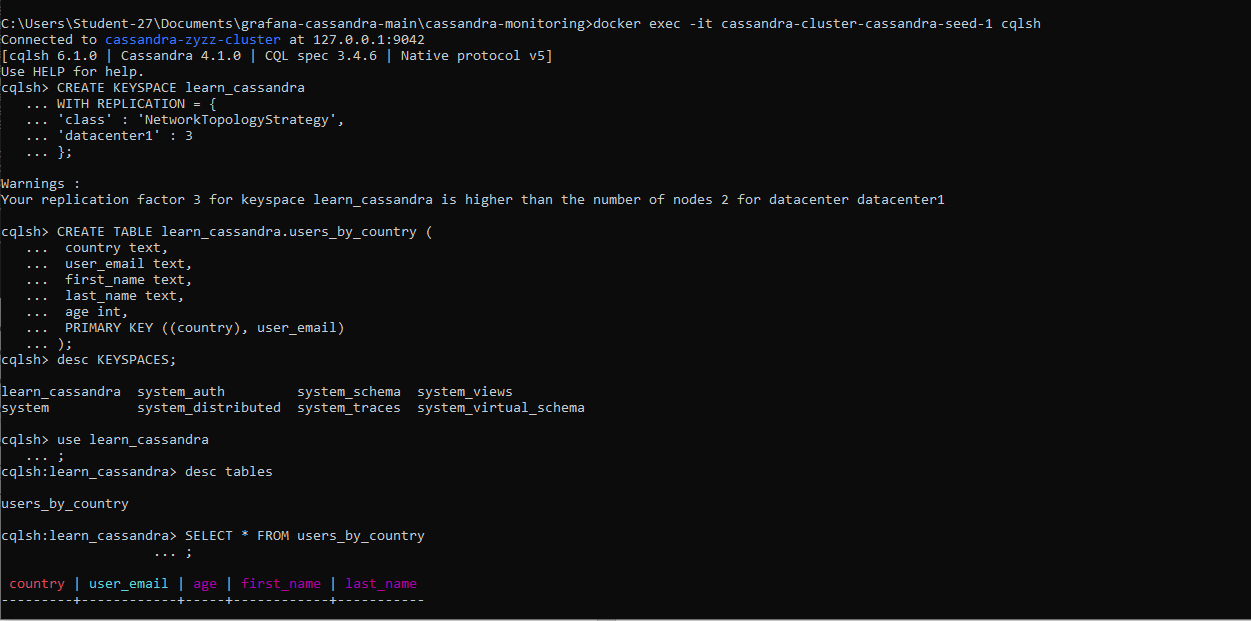 C:\Users\Student-27\Documents\grafana-cassandra-main\cassandra-monitoring>docker exec -it cassandra-cluster-cassandra-seed-1 cqlsh
Connected to cassandra-zyzz-cluster at 127.0.0.1:9042
[cqlsh 6.1.0 | Cassandra 4.1.0 | CQL spec 3.4.6 | Native protocol v5]
Use HELP for help.
cqlsh> CREATE KEYSPACE learn_cassandra
   ... WITH REPLICATION = {
   ... 'class' : 'NetworkTopologyStrategy',
   ... 'datacenter1' : 3
   ... };
Warnings :
Your replication factor 3 for keyspace learn_cassandra is higher than the number of nodes 2 for datacenter datacenter1
cqlsh> CREATE TABLE learn_cassandra.users_by_country (
   ...  country text,
   ...  user_email text,
   ...  first_name text,
   ...  last_name text,
   ...  age int,
   ...  PRIMARY KEY ((country), user_email)
   ... );
cqlsh> desc KEYSPACES;
learn_cassandra  system_auth         system_schema  system_views
system           system_distributed  system_traces  system_virtual_schema
cqlsh> use learn_cassandra
   ... ;
cqlsh:learn_cassandra> desc tables
users_by_country
cqlsh:learn_cassandra> SELECT * FROM users_by_country
                   ... ;
 country | user_email | age | first_name | last_name
---------+------------+-----+------------+-----------